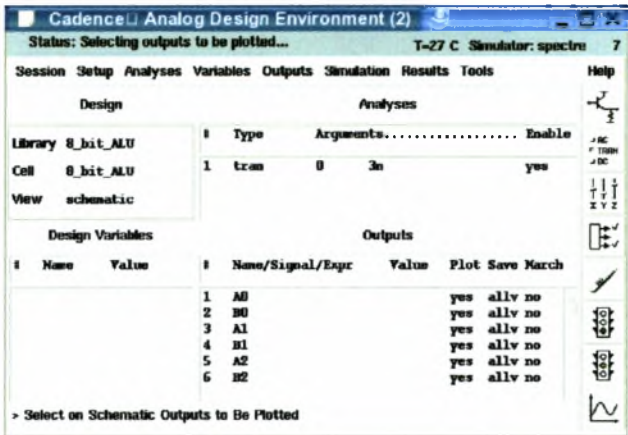 Cadence Analog Design Environment (2)
Status: Selecting outputs to be plotted... T=27 C Simulator: spectre 7
Session Setup Analyses Variables Outputs Simulation Results Tools Help
Design Analyses
Library 8_bit_ALU
Cell 8_bit_ALU
View schematic
# Type Arguments................... Enable
1 tran 0 3n yes
AC
TRAN
DC
X Y Z
Design Variables
# Name Value
Outputs
# Name/Signal/Expr Value Plot Save March
1 A0 yes allv no
2 B0 yes allv no
3 A1 yes allv no
4 B1 yes allv no
5 A2 yes allv no
6 B2 yes allv no
> Select on Schematic Outputs to Be Plotted